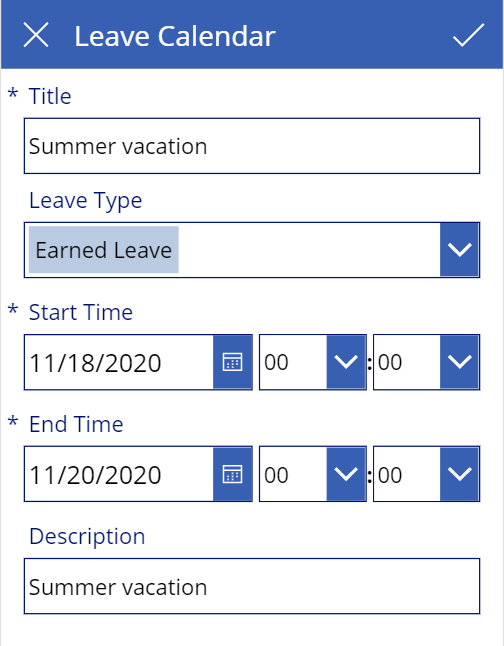 Leave Calendar
* Title
Summer vacation
Leave Type
Earned Leave
* Start Time
11/18/2020 00 : 00
* End Time
11/20/2020 00 : 00
Description
Summer vacation